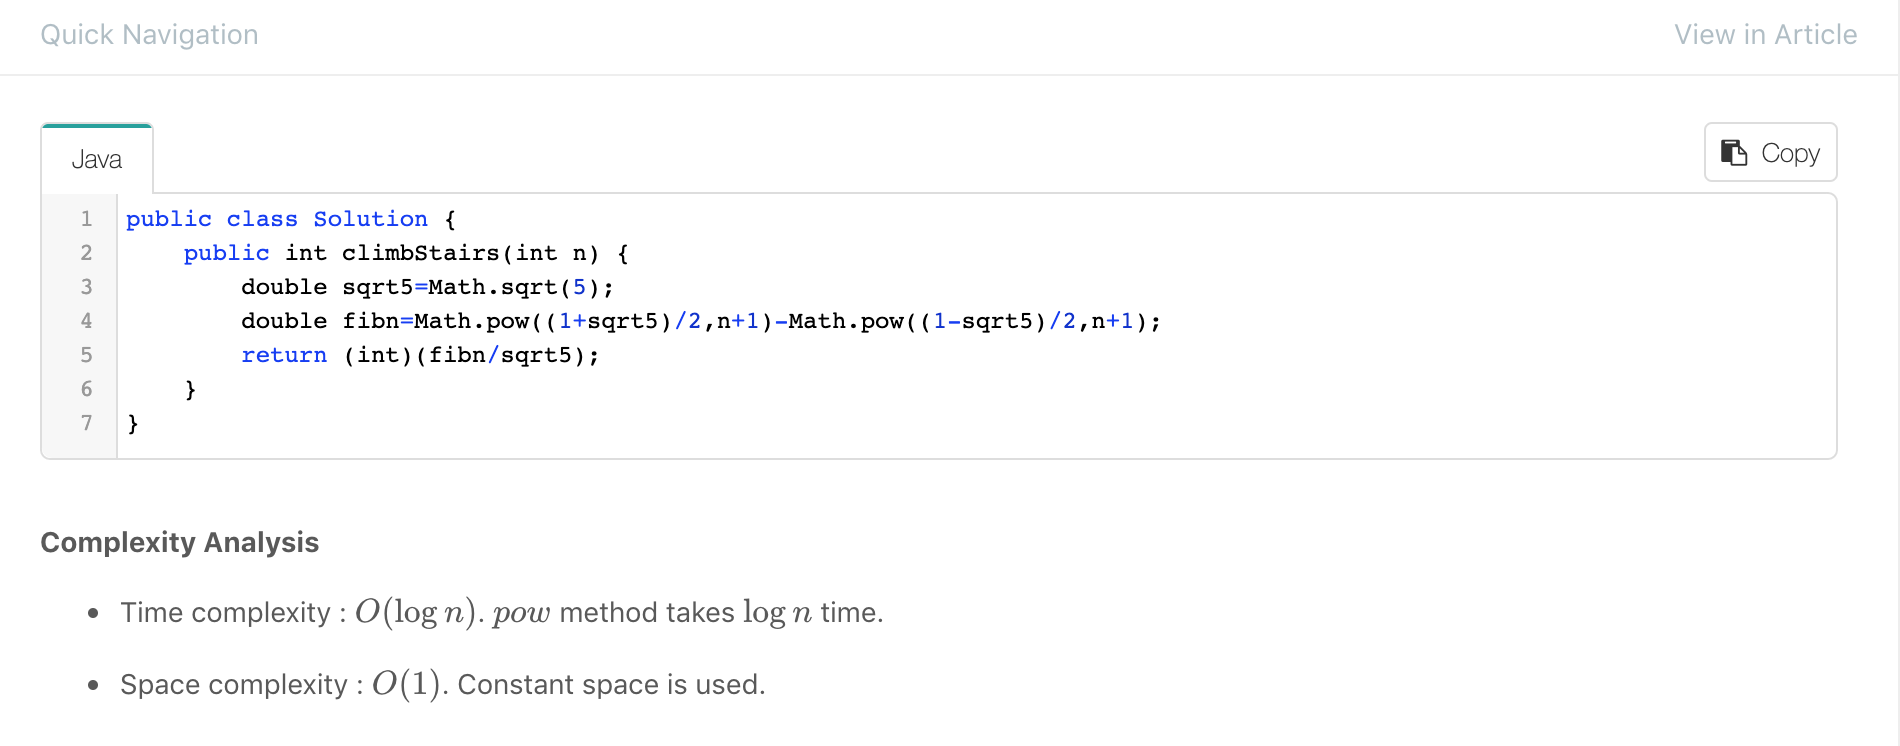 Quick Navigation
View in Article
Java
Copy
1 public class Solution {
2     public int climbStairs(int n) {
3         double sqrt5=Math.sqrt(5);
4         double fibn=Math.pow((1+sqrt5)/2,n+1)-Math.pow((1-sqrt5)/2,n+1);
5         return (int)(fibn/sqrt5);
6     }
7 }
Complexity Analysis
• Time complexity : O(log n). pow method takes log n time.
• Space complexity : O(1). Constant space is used.